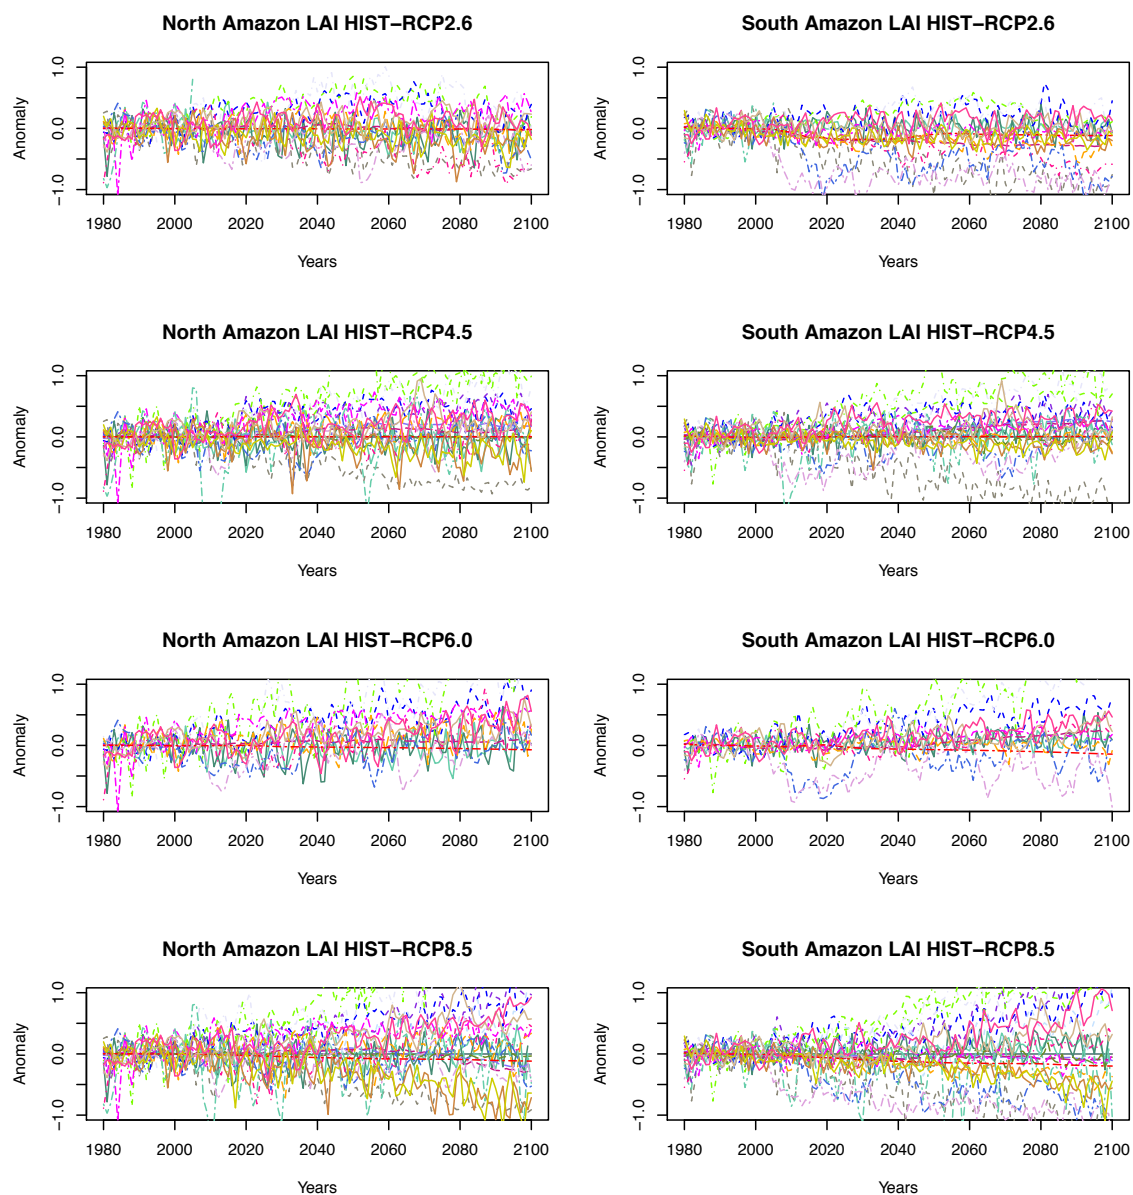 North Amazon LAI HIST−RCP2.6
Anomaly
1.0
0.0
−1.0
1980 2000 2020 2040 2060 2080 2100
Years
South Amazon LAI HIST−RCP2.6
Anomaly
1.0
0.0
−1.0
1980 2000 2020 2040 2060 2080 2100
Years
North Amazon LAI HIST−RCP4.5
Anomaly
1.0
0.0
−1.0
1980 2000 2020 2040 2060 2080 2100
Years
South Amazon LAI HIST−RCP4.5
Anomaly
1.0
0.0
−1.0
1980 2000 2020 2040 2060 2080 2100
Years
North Amazon LAI HIST−RCP6.0
Anomaly
1.0
0.0
−1.0
1980 2000 2020 2040 2060 2080 2100
Years
South Amazon LAI HIST−RCP6.0
Anomaly
1.0
0.0
−1.0
1980 2000 2020 2040 2060 2080 2100
Years
North Amazon LAI HIST−RCP8.5
Anomaly
1.0
0.0
−1.0
1980 2000 2020 2040 2060 2080 2100
Years
South Amazon LAI HIST−RCP8.5
Anomaly
1.0
0.0
−1.0
1980 2000 2020 2040 2060 2080 2100
Years